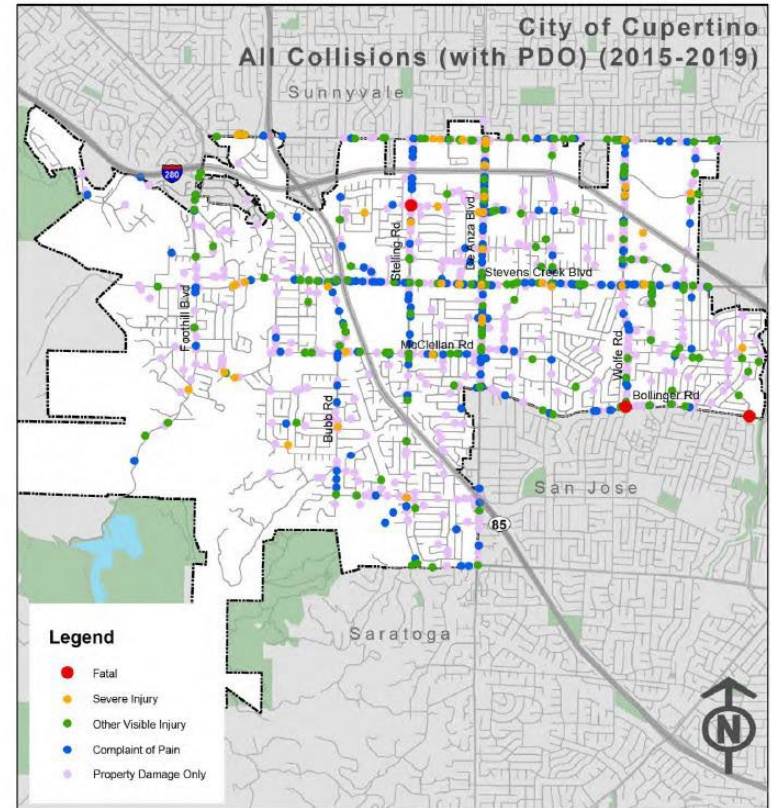 City of Cupertino
All Collisions (with PDO) (2015-2019)
Sunnyvale
280
Stelling Rd
De Anza Blvd
Stevens Creek Blvd
Foothill Blvd
McClellan Rd
Wolfe Rd
Bubb Rd
Bollinger Rd
San Jose
85
Saratoga
Legend
Fatal
Severe Injury
Other Visible Injury
Complaint of Pain
Property Damage Only
N